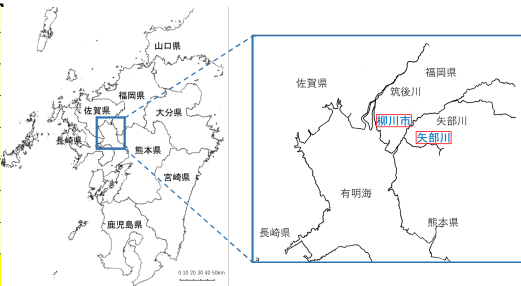 山口県
福岡県
佐賀県
大分県
長崎県
熊本県
宮崎県
鹿児島県
0 10 20 30 40 50km
佐賀県
福岡県
筑後川
柳川市
矢部川
矢部川
有明海
熊本県
長崎県